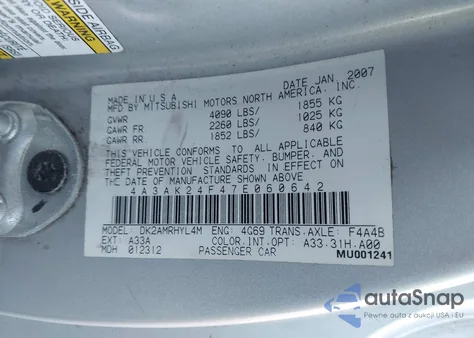 SIDE AIRBAG
MADE IN U.S.A. DATE JAN. 2007
MFD BY MITSUBISHI MOTORS NORTH AMERICA, INC.
GVWR 4090 LBS/ 1855 KG
GAWR FR 2260 LBS/ 1025 KG
GAWR RR. 1852 LBS/ 840 KG
THIS VEHICLE CONFORMS TO ALL APPLICABLE
FEDERAL MOTOR VEHICLE SAFETY, BUMPER, AND
THEFT PREVENTION STANDARDS IN EFFECT ON
THE DATE OF MANUFACTURE SHOWN ABOVE.
4A3AK24F47E060642
MODEL: DK2AMRHYL4M ENG: 4G69 TRANS.AXLE: F4A4B
EXT: A33A COLOR.INT.OPT: A33.31H.A00
MDH 012312 PASSENGER CAR MU001241
autoSnap
Pewne auta z aukcji USA i EU